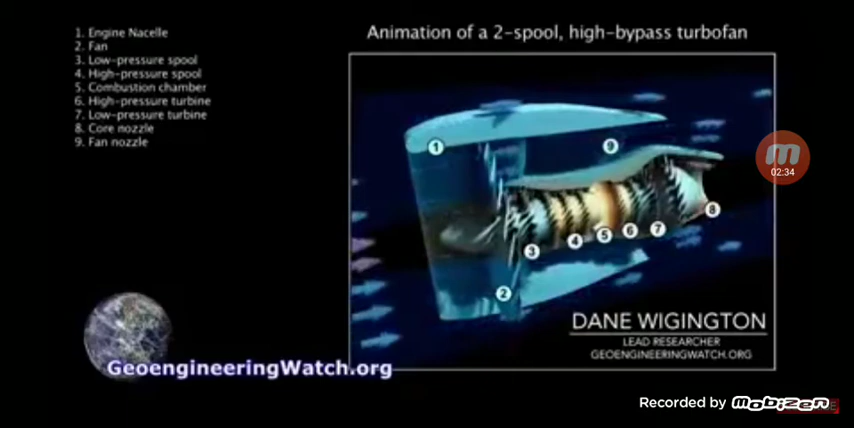 1. Engine Nacelle
2. Fan
3. Low-pressure spool
4. High-pressure spool
5. Combustion chamber
6. High-pressure turbine
7. Low-pressure turbine
8. Core nozzle
9. Fan nozzle
Animation of a 2-spool, high-bypass turbofan
1
9
8
3
4
5
6
7
2
02:34
DANE WIGINGTON
LEAD RESEARCHER
GEOENGINEERINGWATCH.ORG
GeoengineeringWatch.org
Recorded by mobizen